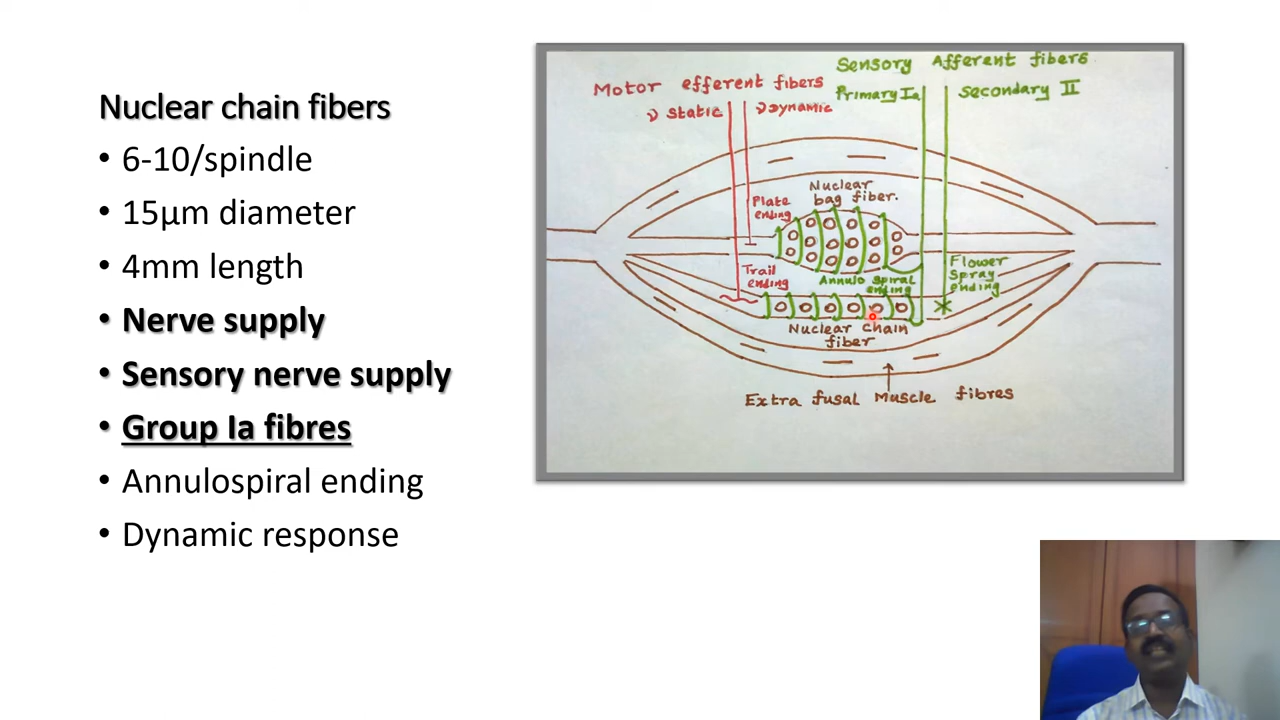 Nuclear chain fibers
• 6-10/spindle
• 15µm diameter
• 4mm length
• Nerve supply
• Sensory nerve supply
• Group Ia fibres
• Annulospiral ending
• Dynamic response
Sensory Afferent fibers
Motor efferent fibers
Primary Ia
Secondary II
γ static
γ Dynamic
Nuclear
bag fiber.
Plate
ending
Trail
ending
Annulo spiral
ending
Flower
Spray
ending
Nuclear chain
fiber
Extra fusal Muscle fibres